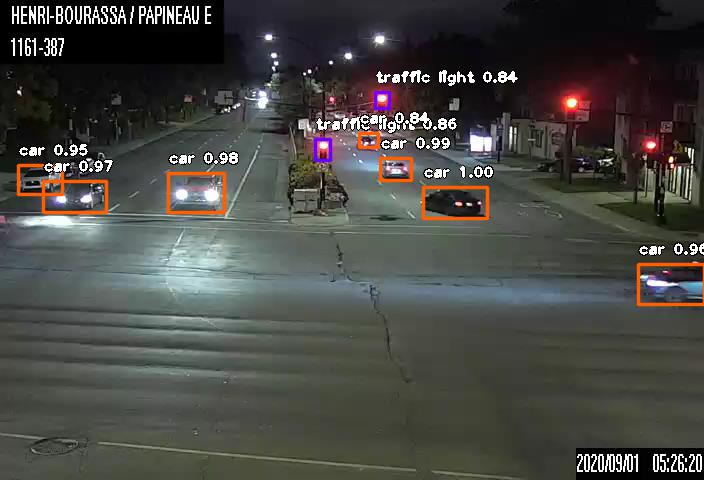 HENRI-BOURASSA / PAPINEAU E
1161-387
traffic light 0.84
car 0.84
traffic light 0.86
car 0.99
car 0.95
car 0.97
car 0.98
car 1.00
car 0.96
2020/09/01 05:26:20